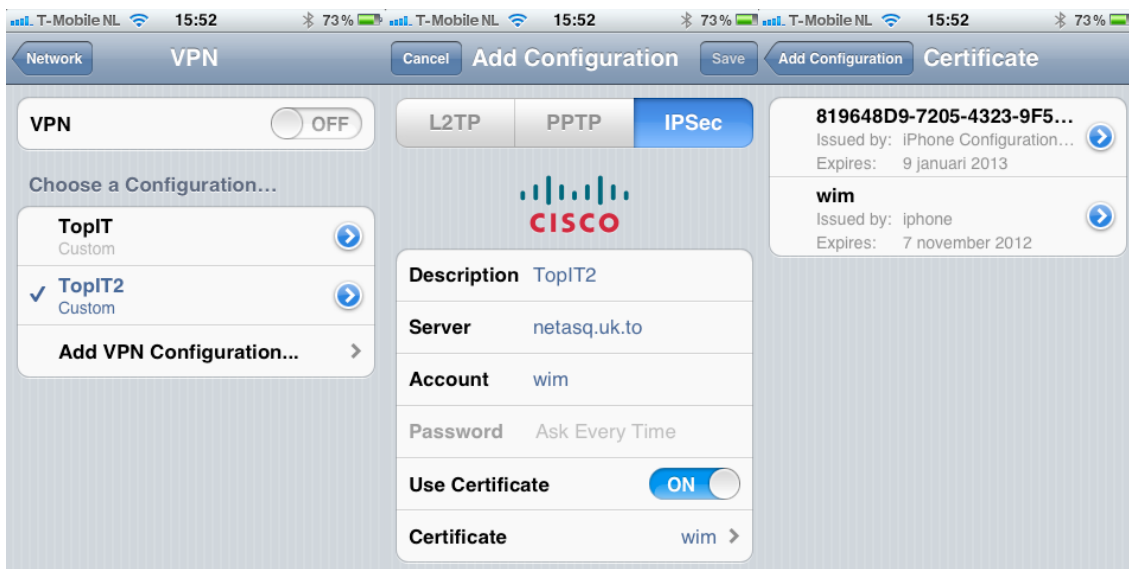 T-Mobile NL 15:52 73%
Network VPN
VPN OFF
Choose a Configuration...
TopIT
Custom
TopIT2
Custom
Add VPN Configuration...
T-Mobile NL 15:52 73%
Cancel Add Configuration Save
L2TP PPTP IPSec
CISCO
Description TopIT2
Server netasq.uk.to
Account wim
Password Ask Every Time
Use Certificate ON
Certificate wim
T-Mobile NL 15:52 73%
Add Configuration Certificate
819648D9-7205-4323-9F5...
Issued by: iPhone Configuration...
Expires: 9 januari 2013
wim
Issued by: iphone
Expires: 7 november 2012